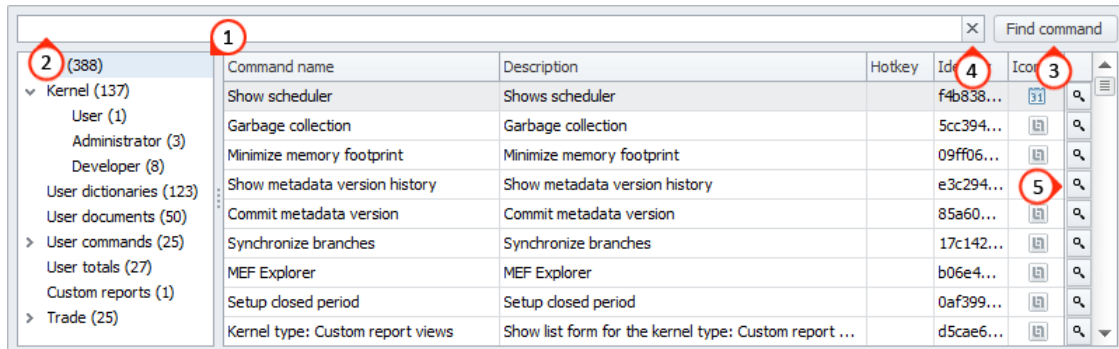 Find command
1
2 (388)
4
3
Command name Description Hotkey Ide Ico
Kernel (137)
User (1)
Administrator (3)
Developer (8)
User dictionaries (123)
User documents (50)
User commands (25)
User totals (27)
Custom reports (1)
Trade (25)
Show scheduler Shows scheduler f4b838... 31
Garbage collection Garbage collection 5cc394...
Minimize memory footprint Minimize memory footprint 09ff06...
Show metadata version history Show metadata version history e3c294... 5
Commit metadata version Commit metadata version 85a60...
Synchronize branches Synchronize branches 17c142...
MEF Explorer MEF Explorer b06e4...
Setup closed period Setup closed period 0af399...
Kernel type: Custom report views Show list form for the kernel type: Custom report ... d5cae6...